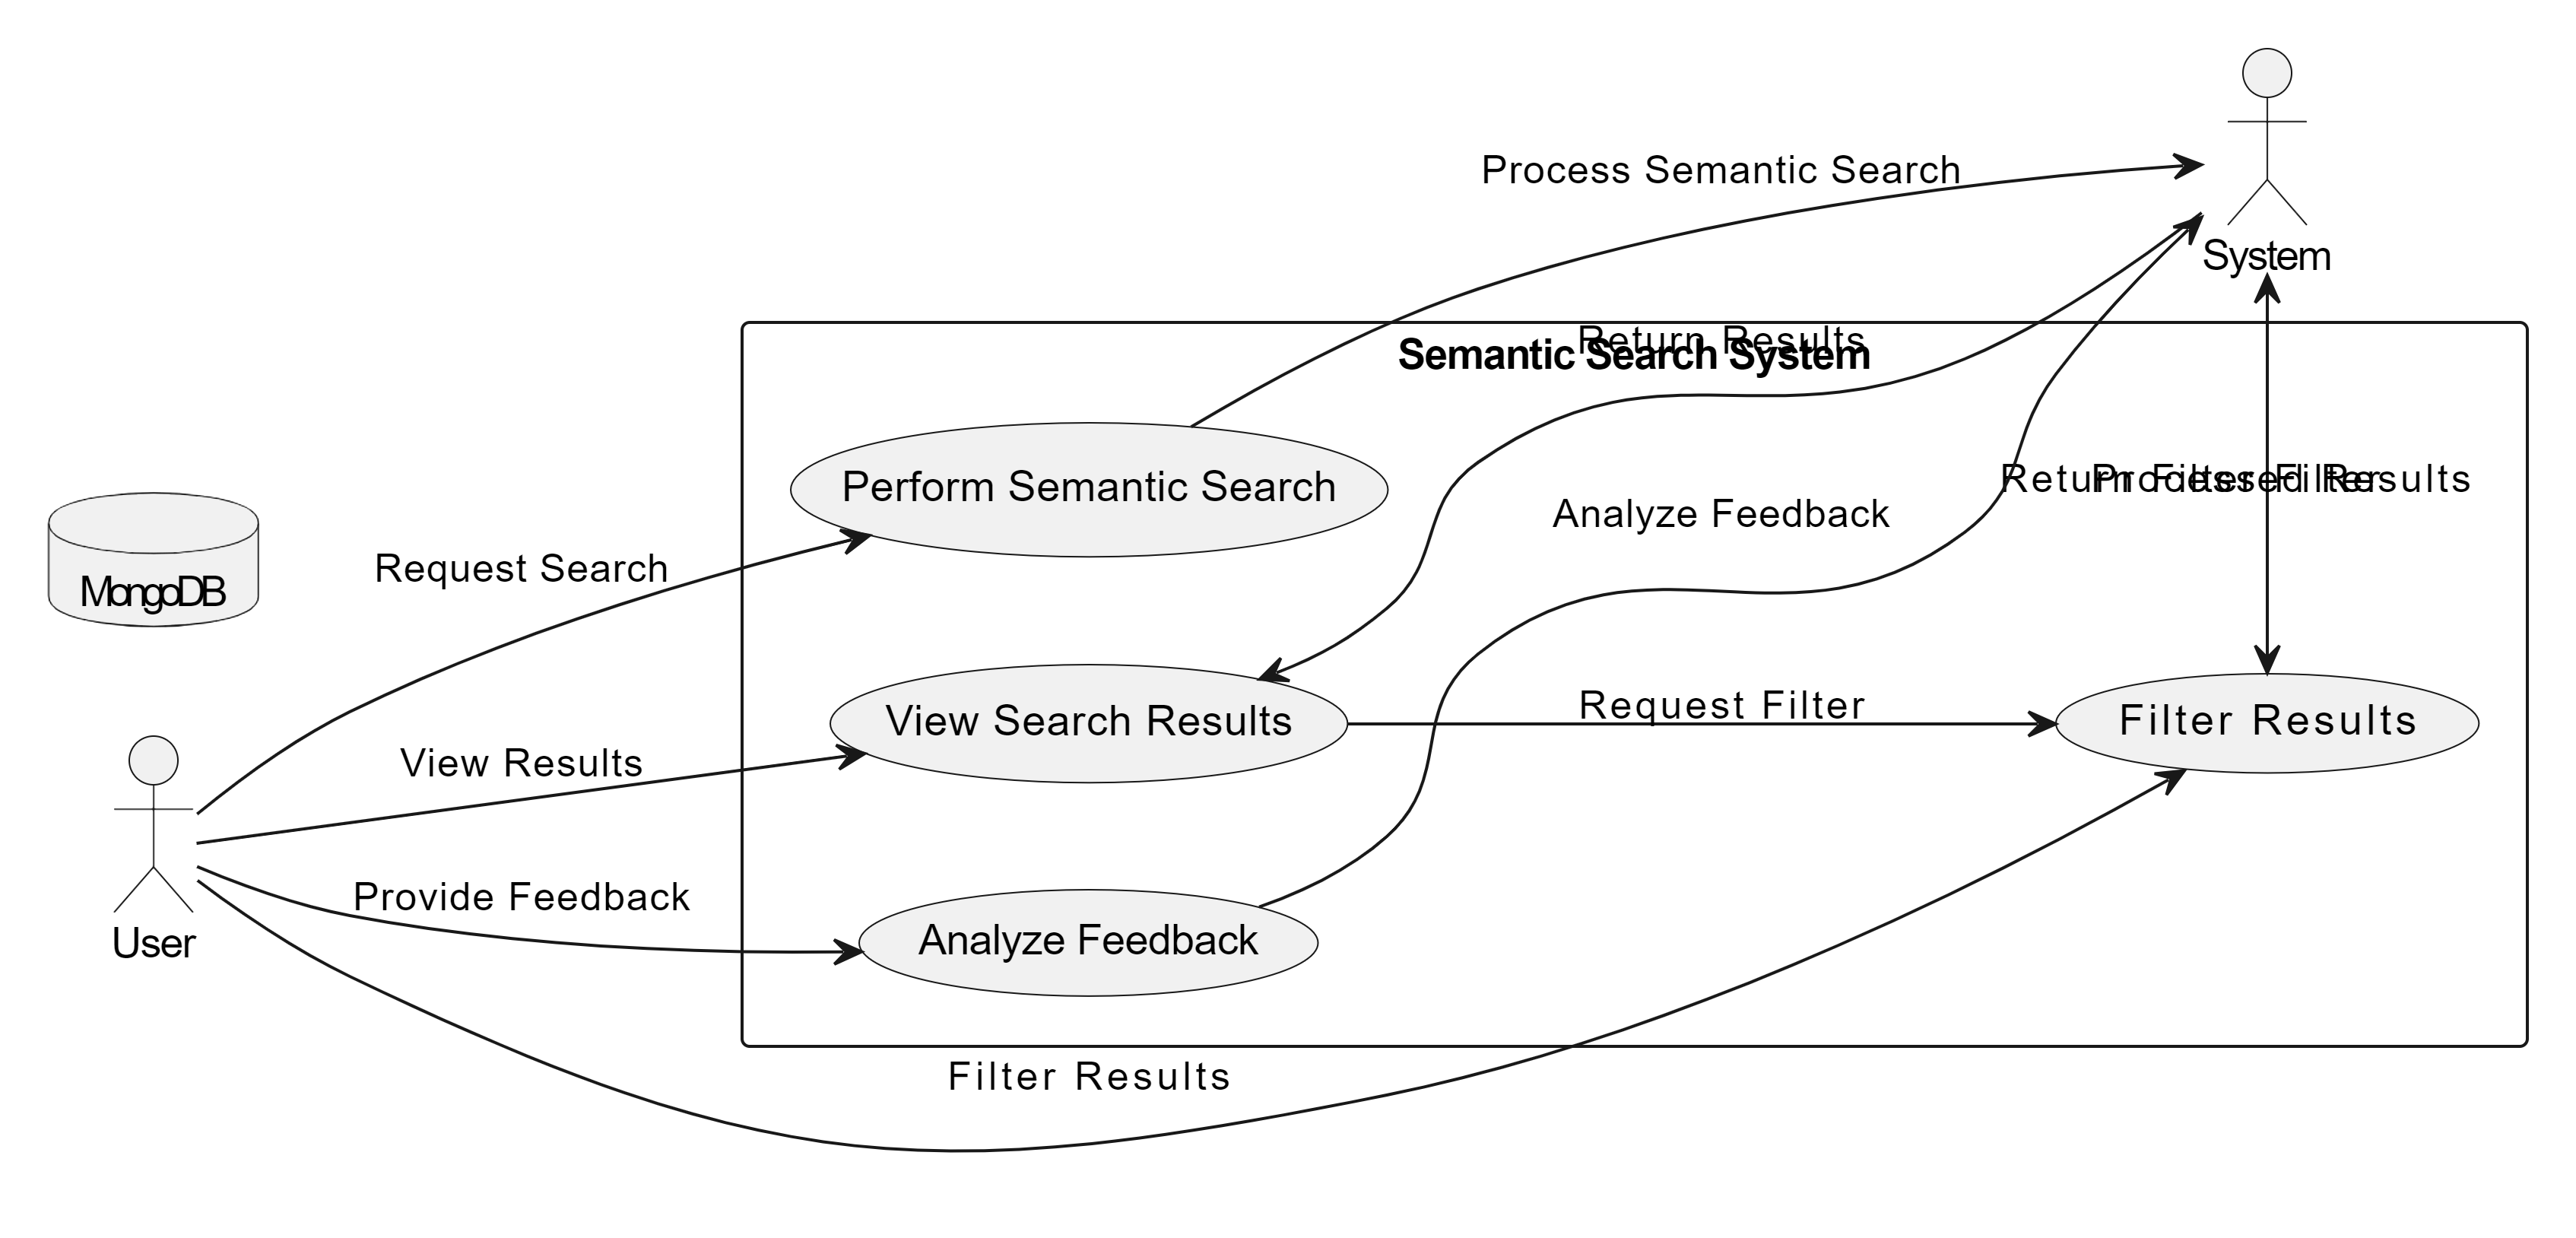 Process Semantic Search
System
Return Results
Semantic Search System
Return Filtered Results
Process Filter
Perform Semantic Search
Analyze Feedback
Request Search
MongoDB
View Search Results
Request Filter
Filter Results
View Results
Provide Feedback
User
Analyze Feedback
Filter Results